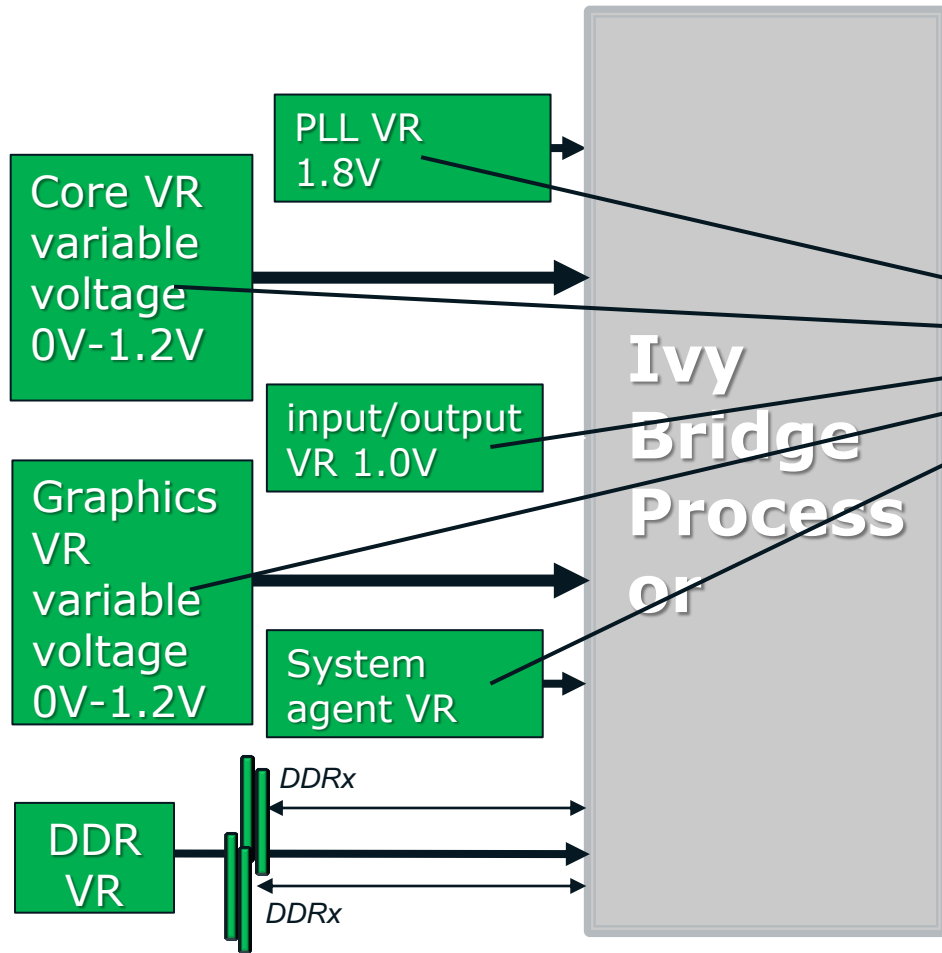 PLL VR
1.8V
Core VR
variable
voltage
0V-1.2V
Ivy
Bridge
Process
or
input/output
VR 1.0V
Graphics
VR
variable
voltage
0V-1.2V
System
agent VR
DDRx
DDR
VR
DDRx